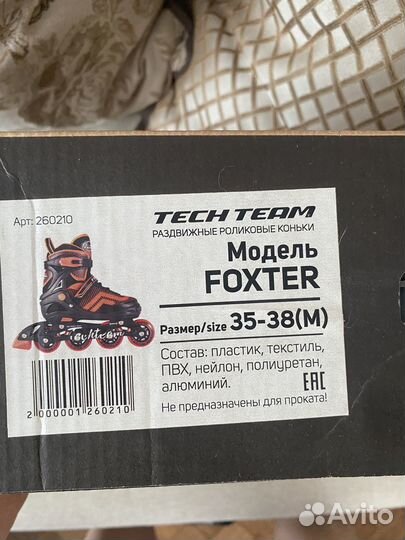 Арт: 260210
TECH TEAM
РАЗДВИЖНЫЕ РОЛИКОВЫЕ КОНЬКИ
Модель
FOXTER
Размер/size 35-38(M)
Состав: пластик, текстиль,
ПВХ, нейлон, полиуретан,
алюминий.
EAC
Не предназначены для проката!
Techteam
2 000001 260210
Avito